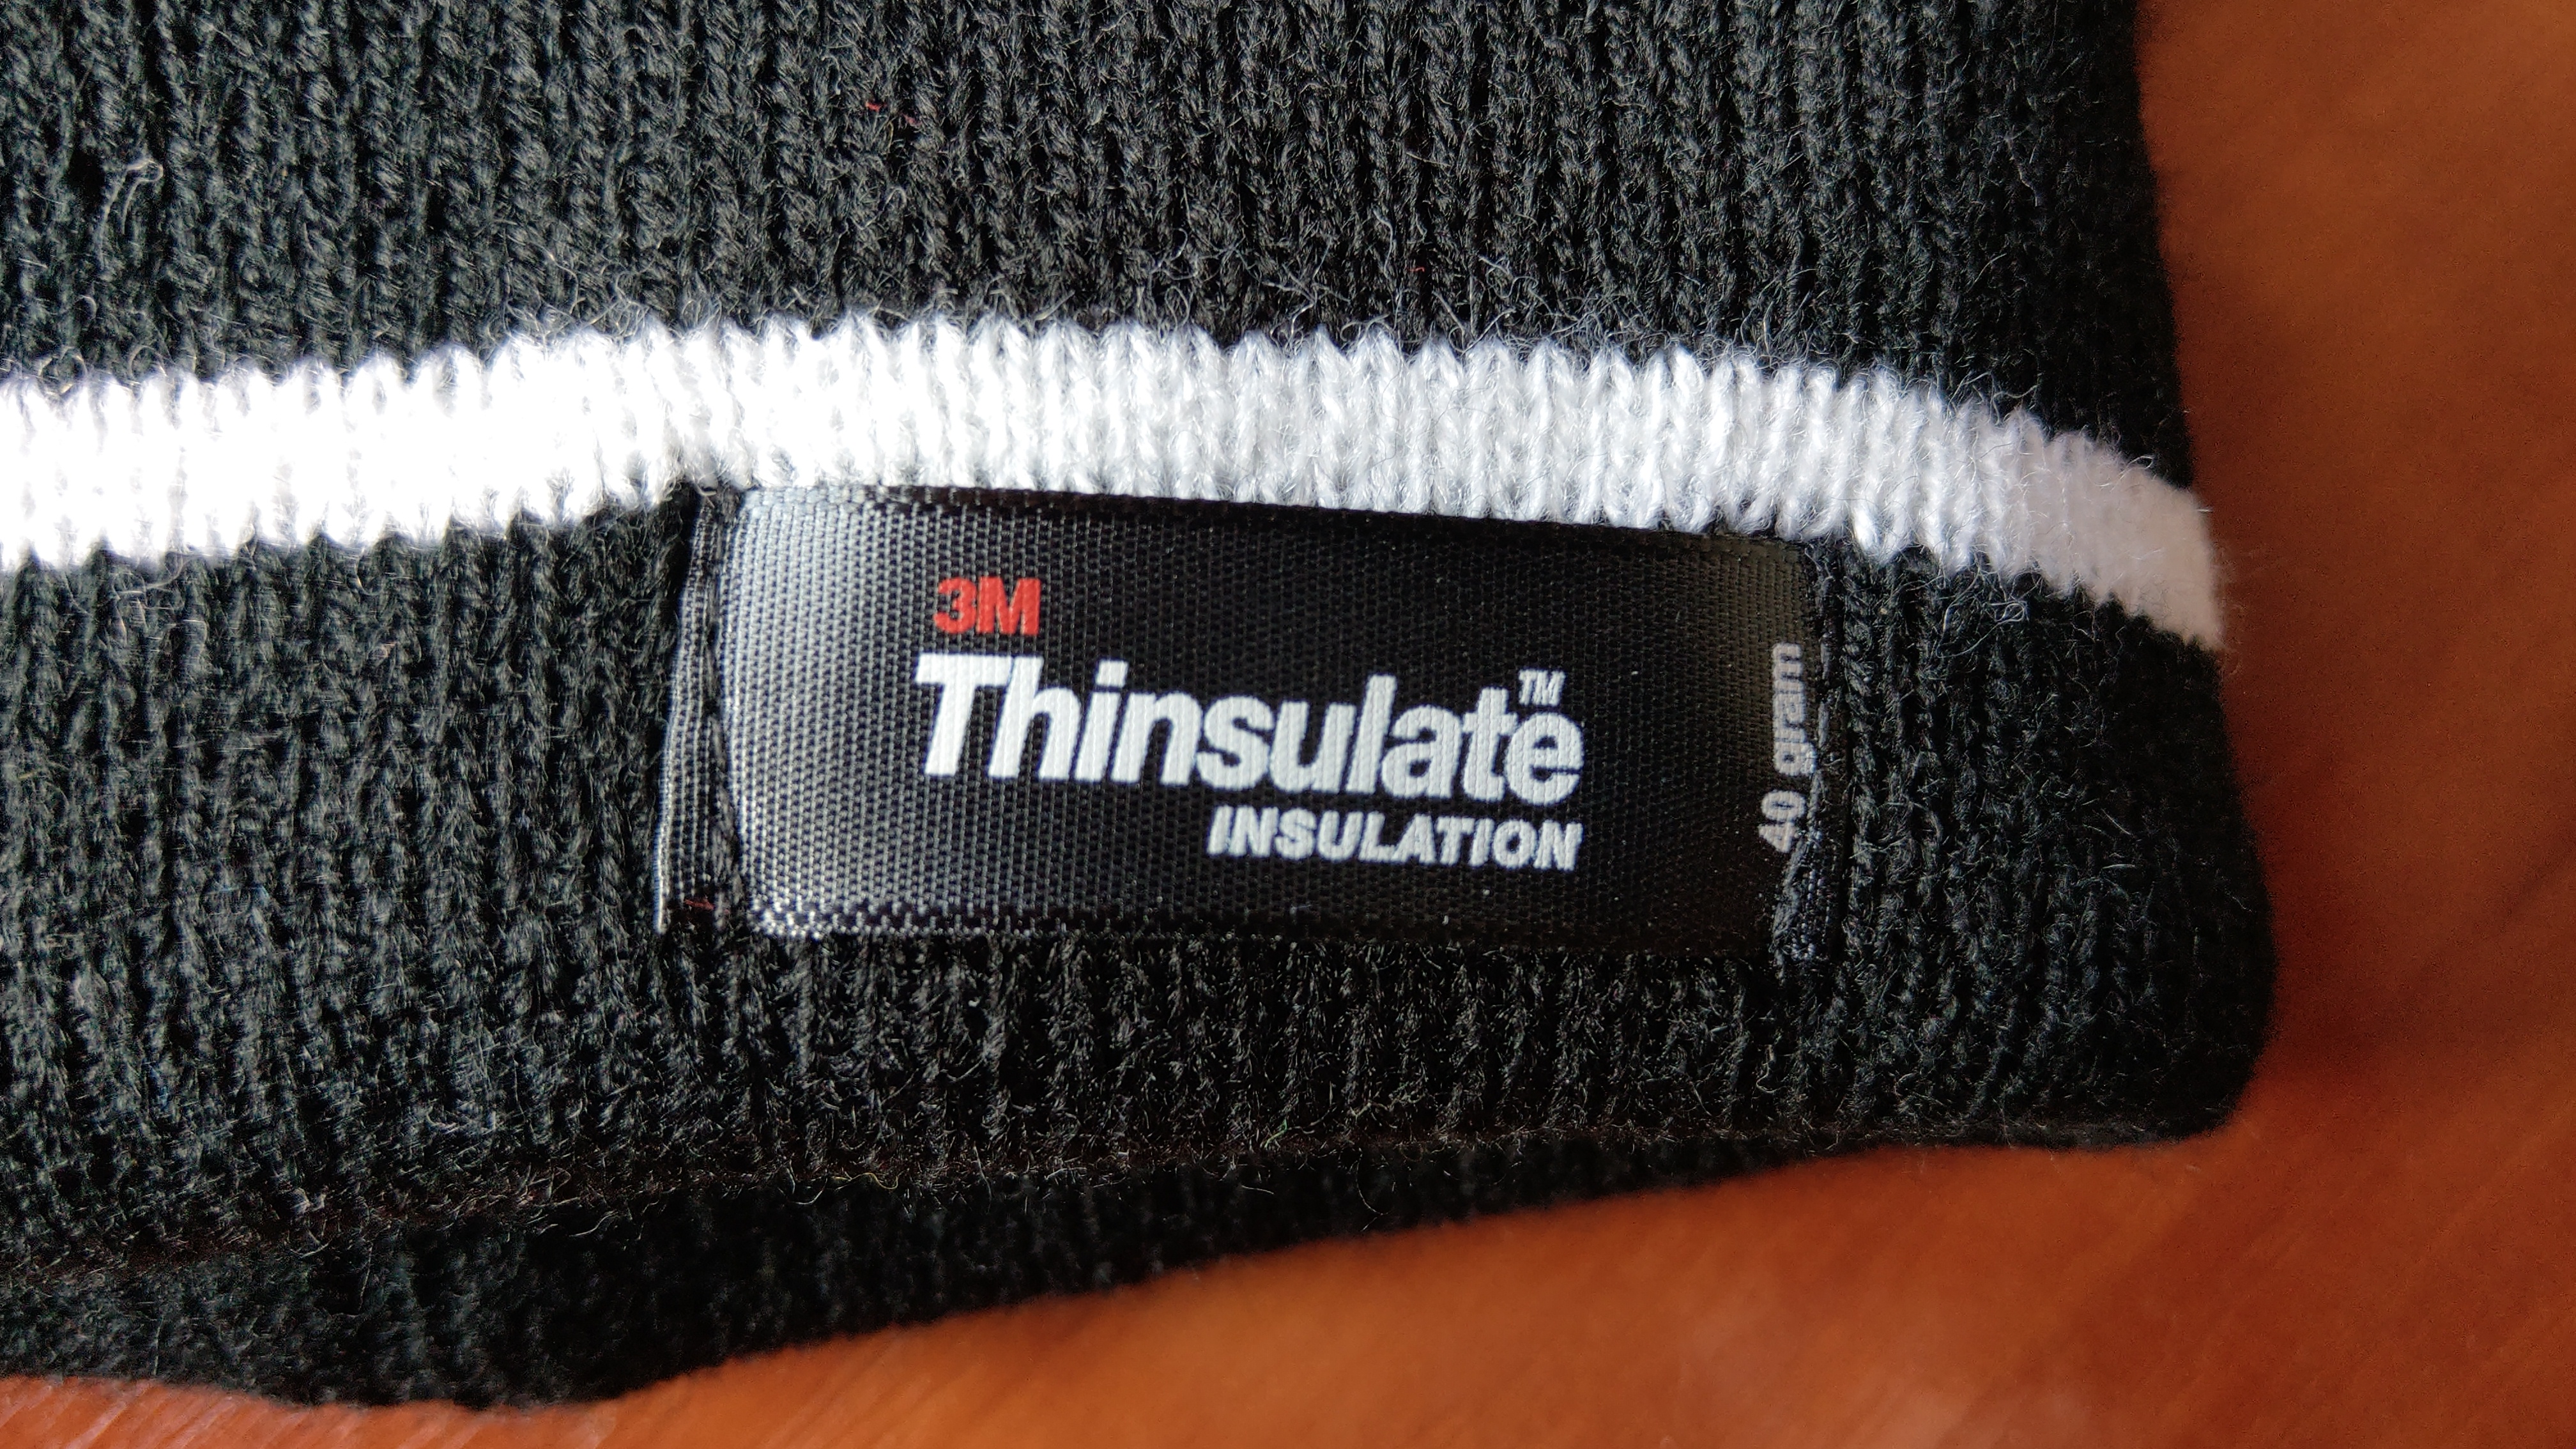 3M
Thinsulate™
INSULATION
40 gram